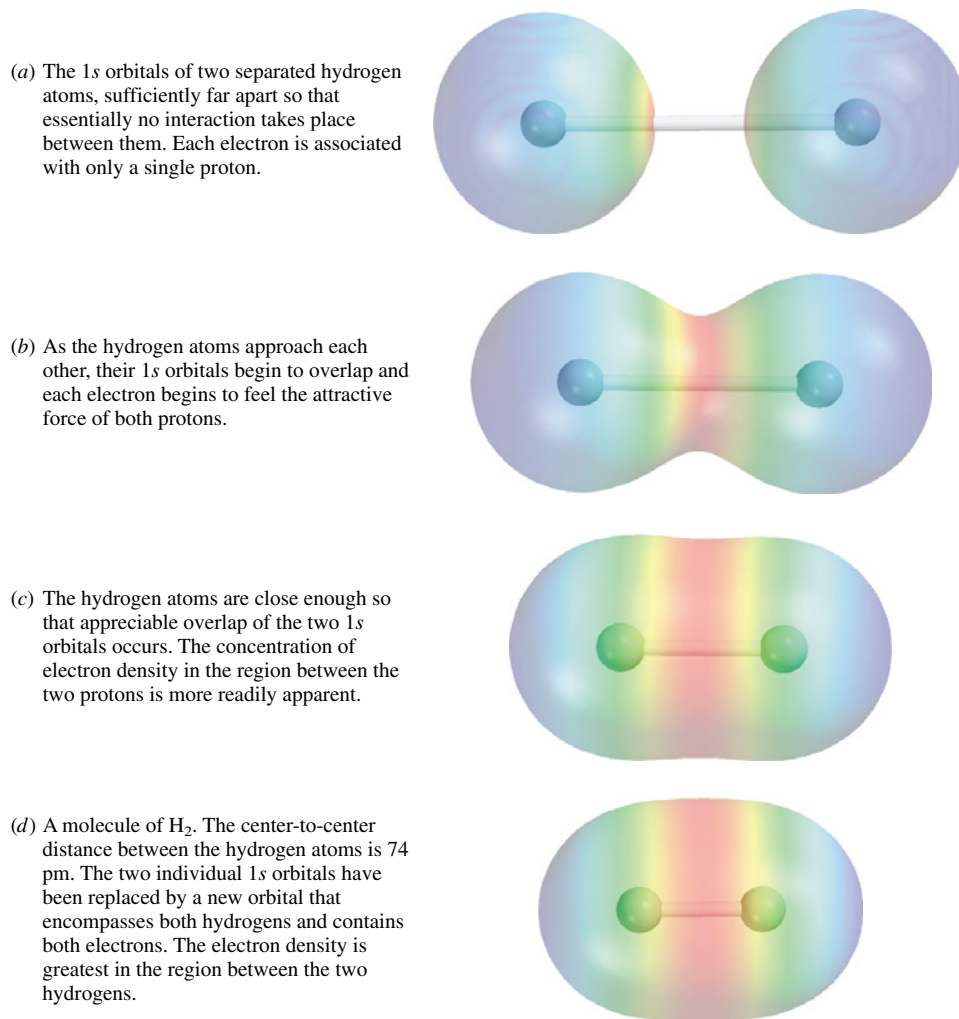 (a) The 1s orbitals of two separated hydrogen
atoms, sufficiently far apart so that
essentially no interaction takes place
between them. Each electron is associated
with only a single proton.
(b) As the hydrogen atoms approach each
other, their 1s orbitals begin to overlap and
each electron begins to feel the attractive
force of both protons.
(c) The hydrogen atoms are close enough so
that appreciable overlap of the two 1s
orbitals occurs. The concentration of
electron density in the region between the
two protons is more readily apparent.
(d) A molecule of H₂. The center-to-center
distance between the hydrogen atoms is 74
pm. The two individual 1s orbitals have
been replaced by a new orbital that
encompasses both hydrogens and contains
both electrons. The electron density is
greatest in the region between the two
hydrogens.